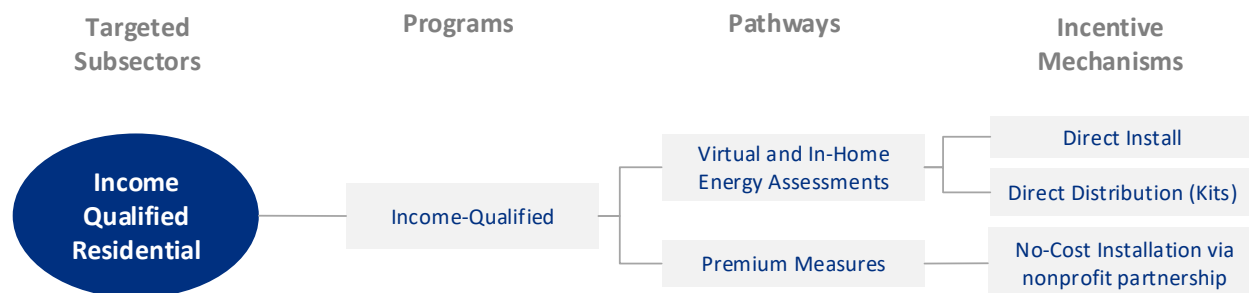 Targeted
Subsectors
Programs
Pathways
Incentive
Mechanisms
Income
Qualified
Residential
Income-Qualified
Virtual and In-Home
Energy Assessments
Premium Measures
Direct Install
Direct Distribution (Kits)
No-Cost Installation via
nonprofit partnership